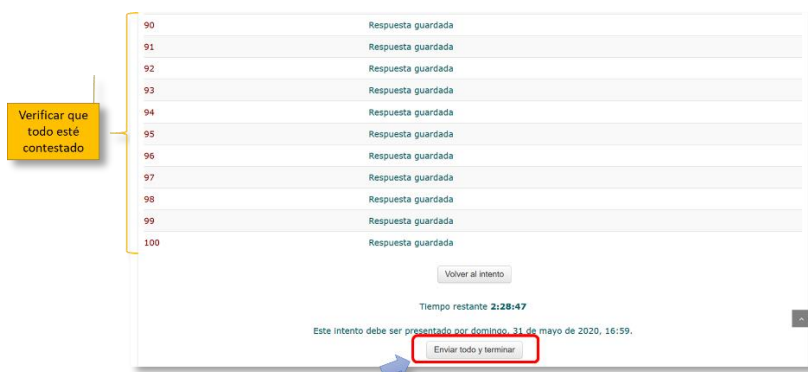 90 Respuesta guardada
91 Respuesta guardada
92 Respuesta guardada
93 Respuesta guardada
94 Respuesta guardada
Verificar que
todo esté
contestado
95 Respuesta guardada
96 Respuesta guardada
97 Respuesta guardada
98 Respuesta guardada
99 Respuesta guardada
100 Respuesta guardada
Volver al intento
Tiempo restante 2:28:47
Este intento debe ser presentado por domingo, 31 de mayo de 2020, 16:59.
Enviar todo y terminar